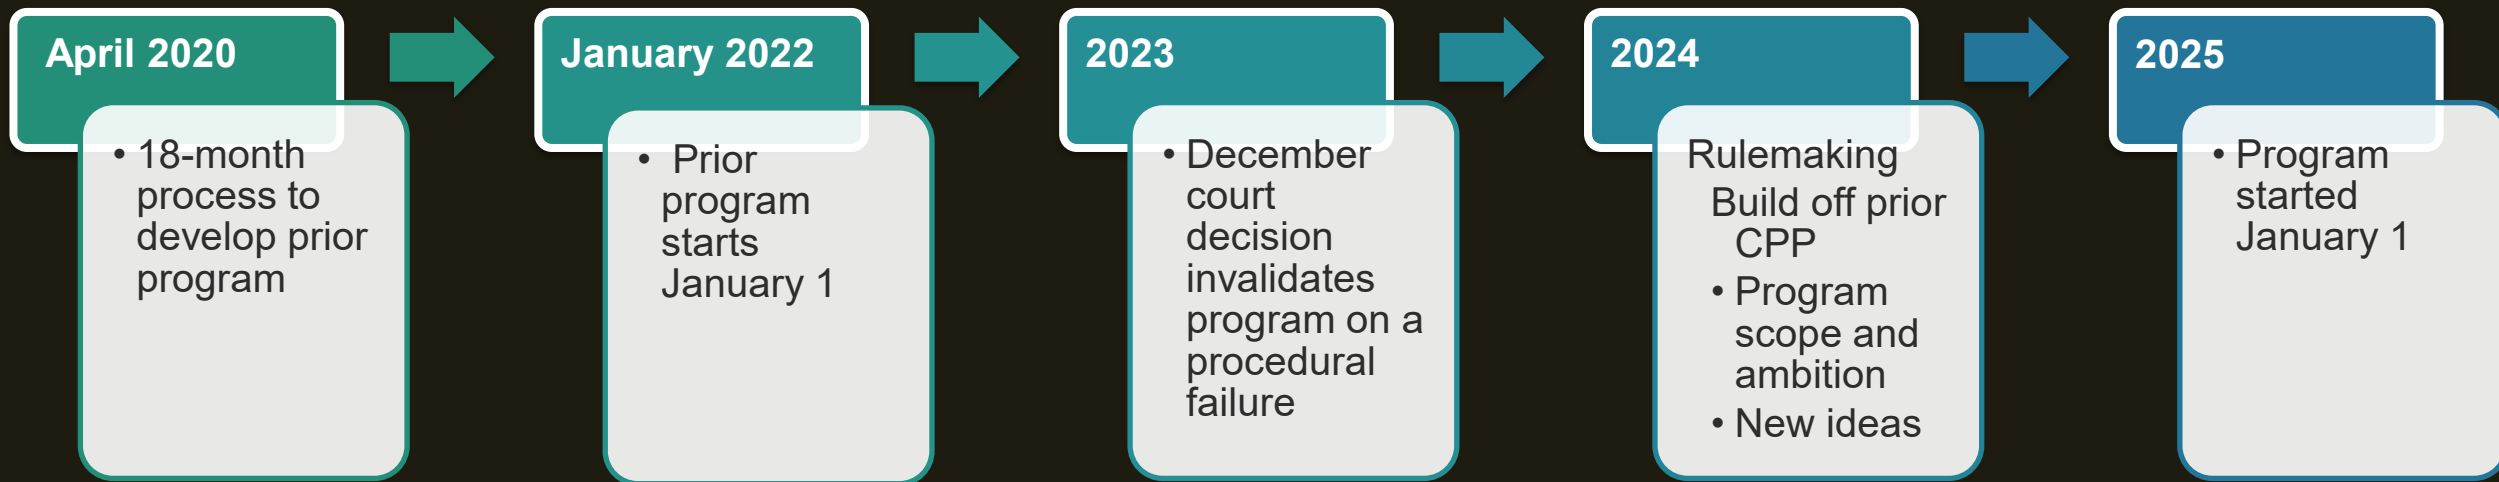 April 2020
• 18-month
process to
develop prior
program
January 2022
• Prior
program
starts
January 1
2023
• December
court
decision
invalidates
program on a
procedural
failure
2024
Rulemaking
Build off prior
CPP
• Program
scope and
ambition
• New ideas
2025
• Program
started
January 1